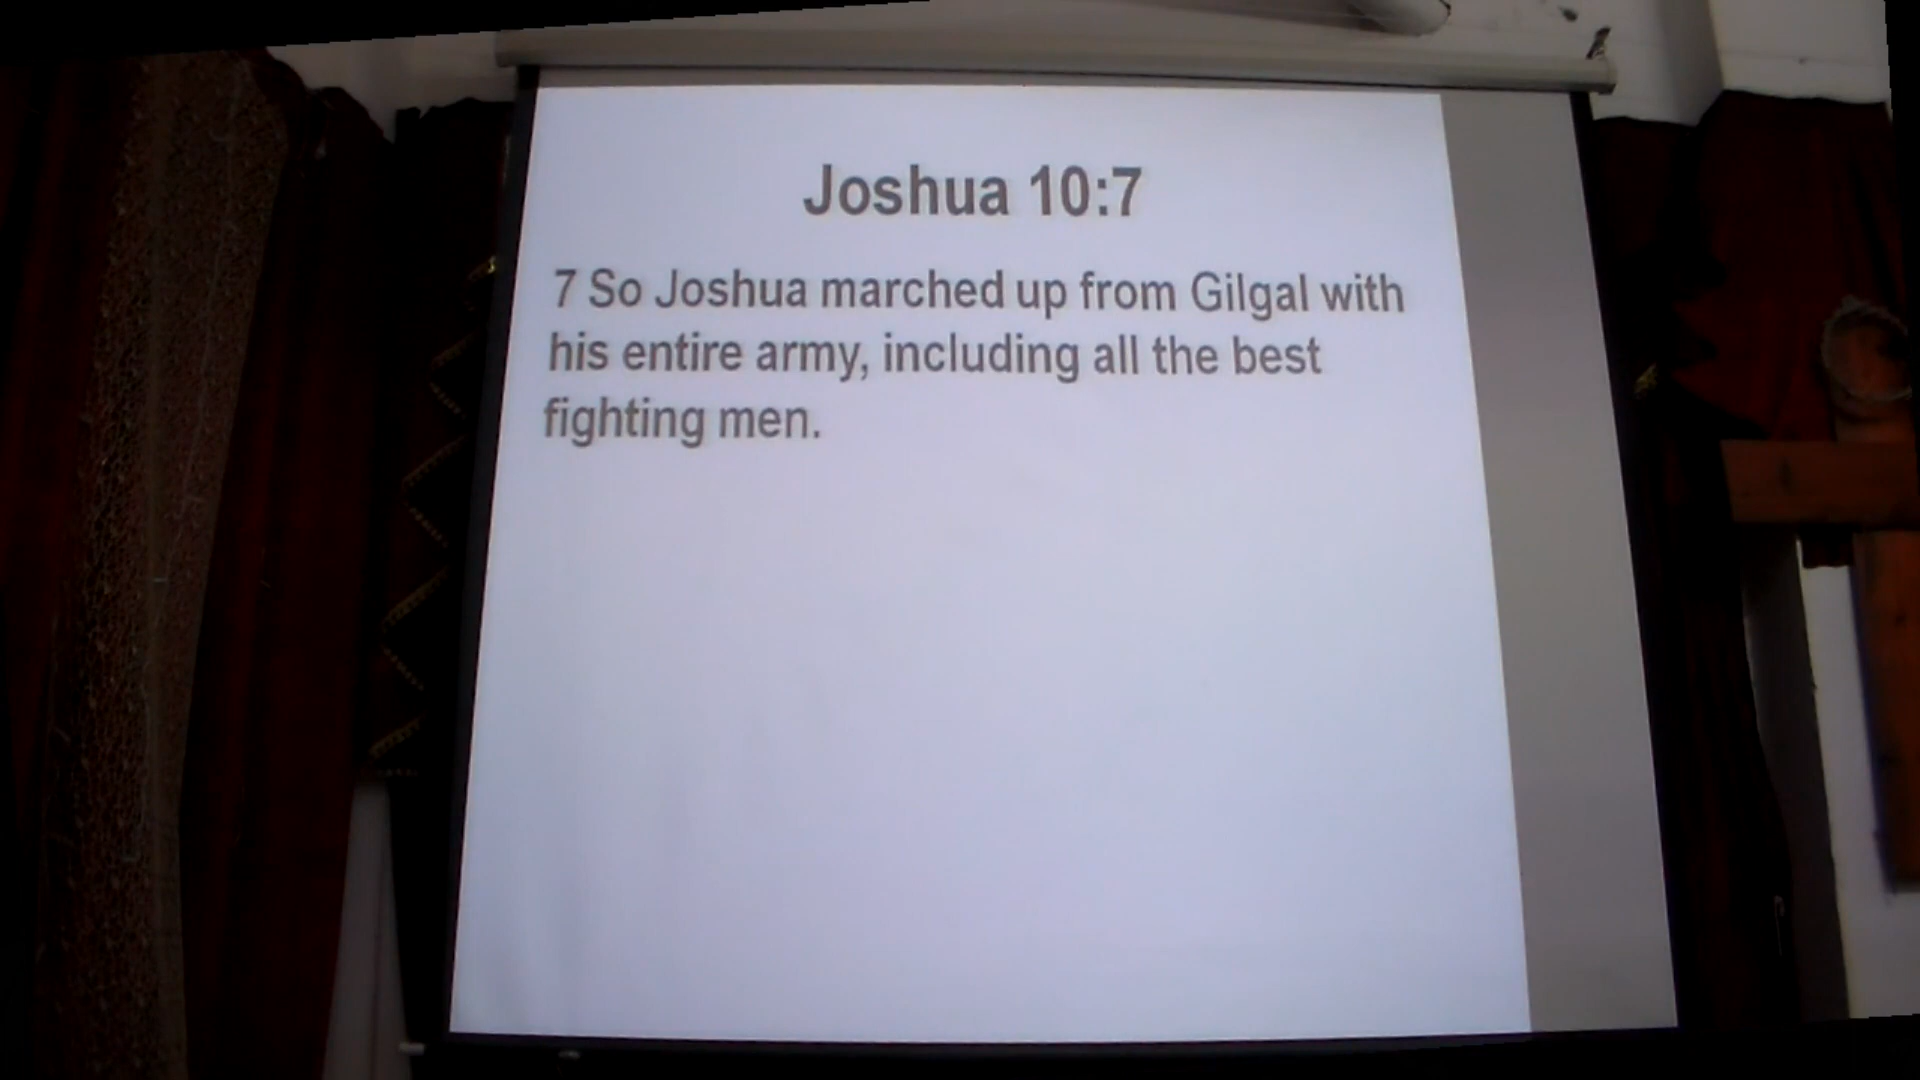 Joshua 10:7
7 So Joshua marched up from Gilgal with
his entire army, including all the best
fighting men.